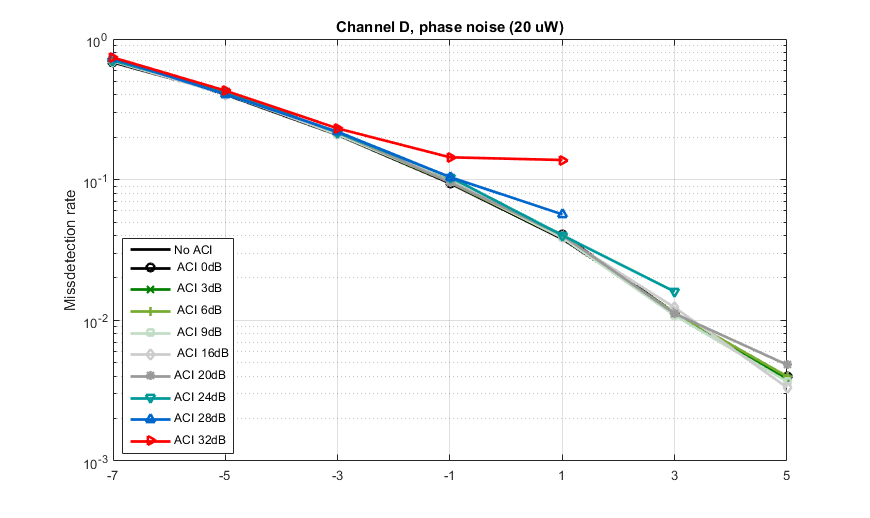 Channel D, phase noise (20 uW)
10^0
10^-1
10^-2
10^-3
Missdetection rate
No ACI
ACI 0dB
ACI 3dB
ACI 6dB
ACI 9dB
ACI 16dB
ACI 20dB
ACI 24dB
ACI 28dB
ACI 32dB
-7 -5 -3 -1 1 3 5